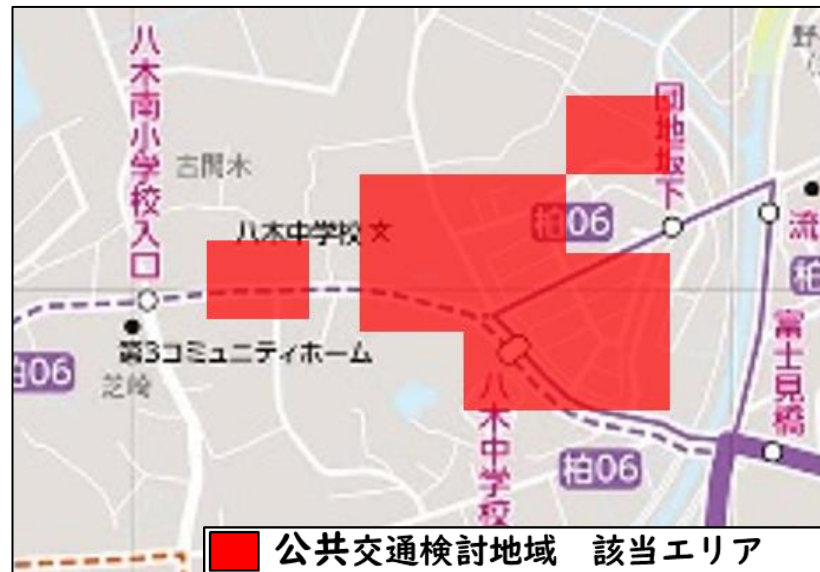 八木南小学校入口
古間木
八木中学校
第3コミュニティホーム
芝崎
柏06
団地坂下
柏06
野
流
柏
富士見橋
八木中学校
柏06
公共交通検討地域 該当エリア